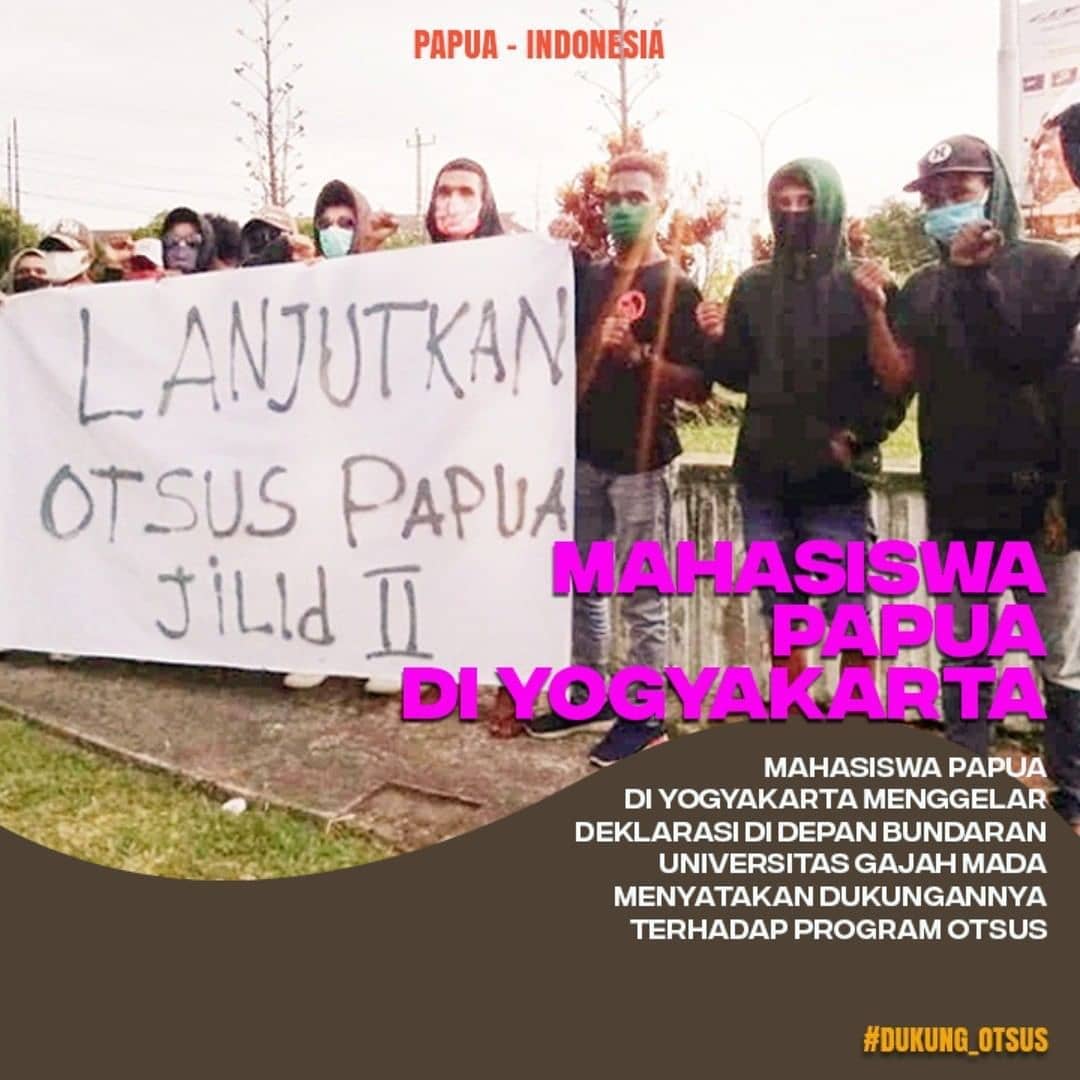 PAPUA - INDONESIA
LANJUTKAN
OTSUS PAPUA
JiLId II
MAHASISWA
PAPUA
DI YOGYAKARTA
MAHASISWA PAPUA
DI YOGYAKARTA MENGGELAR
DEKLARASI DI DEPAN BUNDARAN
UNIVERSITAS GAJAH MADA
MENYATAKAN DUKUNGANNYA
TERHADAP PROGRAM OTSUS
#DUKUNG_OTSUS